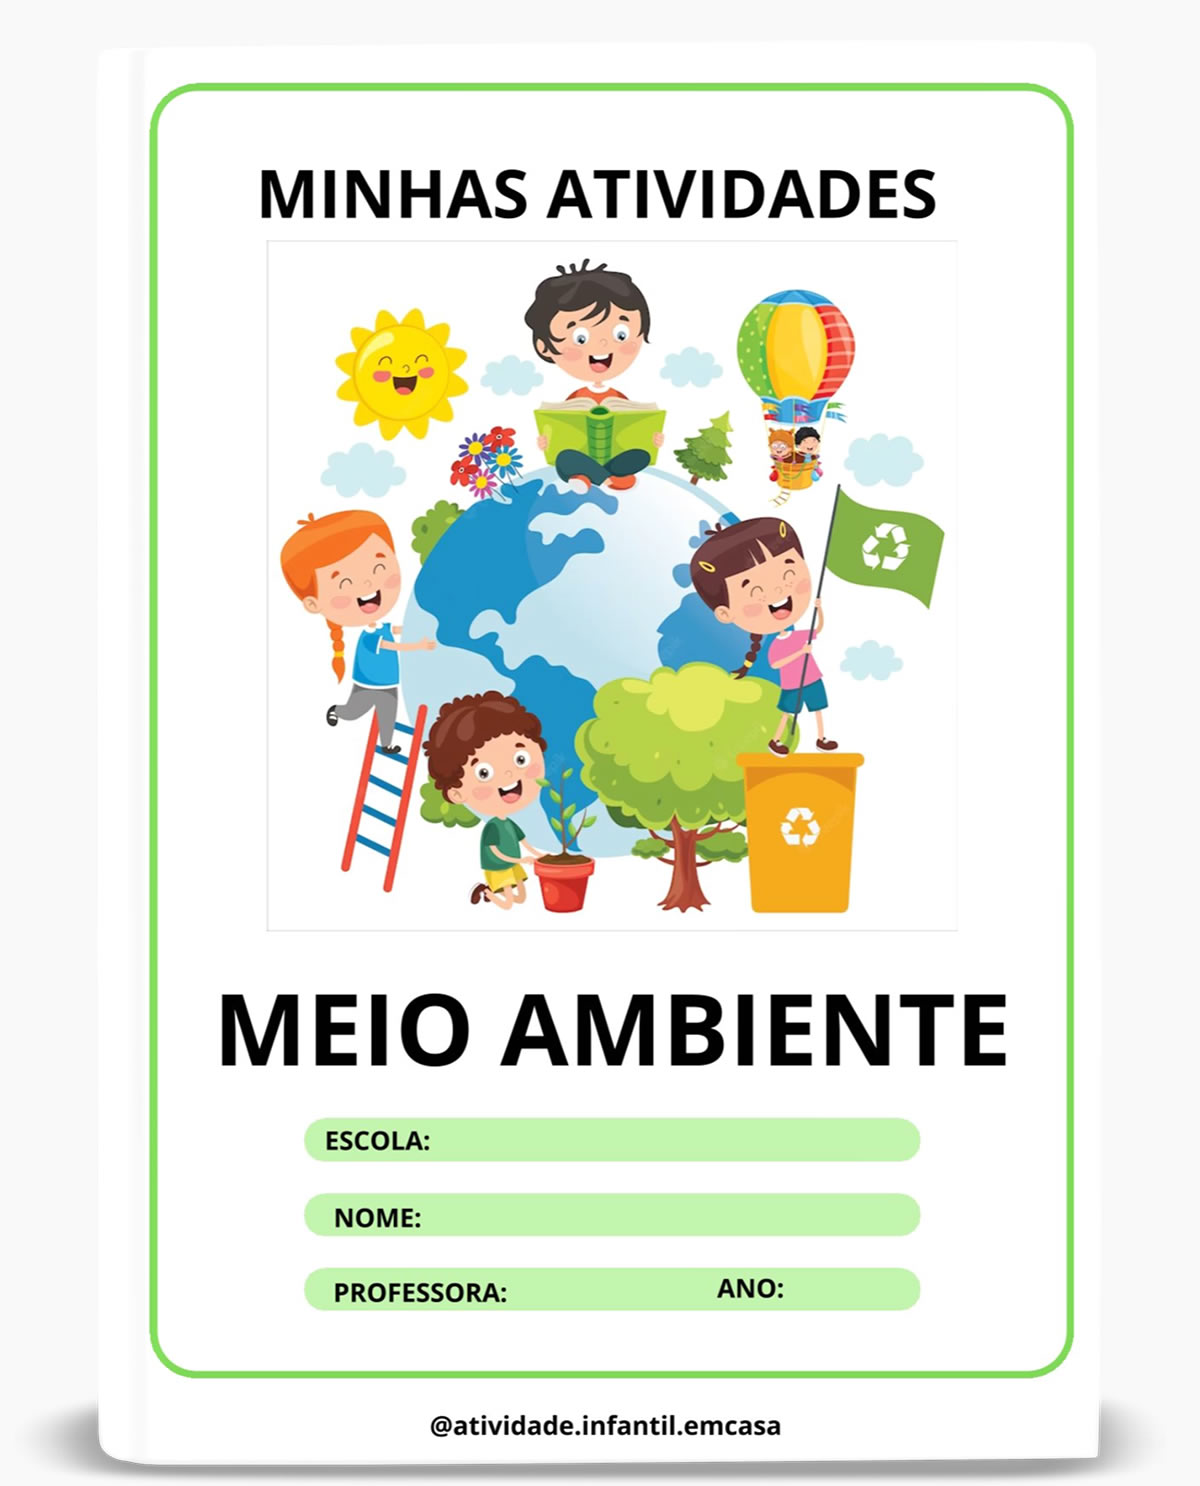 MINHAS ATIVIDADES
MEIO AMBIENTE
ESCOLA:
NOME:
PROFESSORA:
ANO:
@atividade.infantil.emcasa